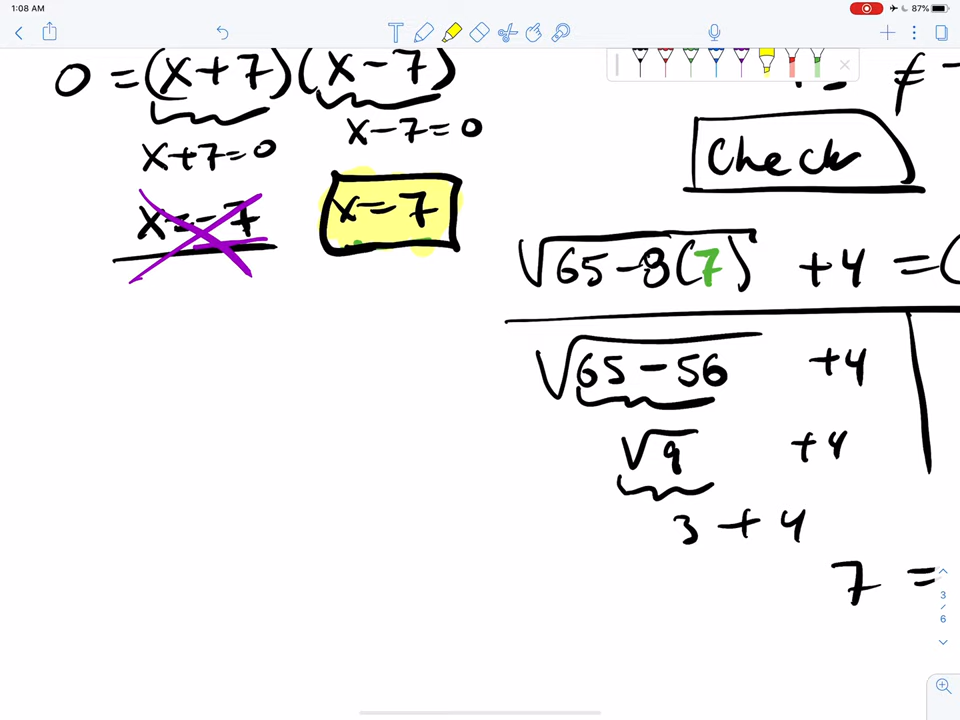 1:08 AM
87%
0 = (x+7)(x-7)
x+7=0
x-7=0
x=-7
x=7
Check
√65-8(7) +4 = (
√65-56 +4
√9 +4
3 + 4
7 =
3
/
6